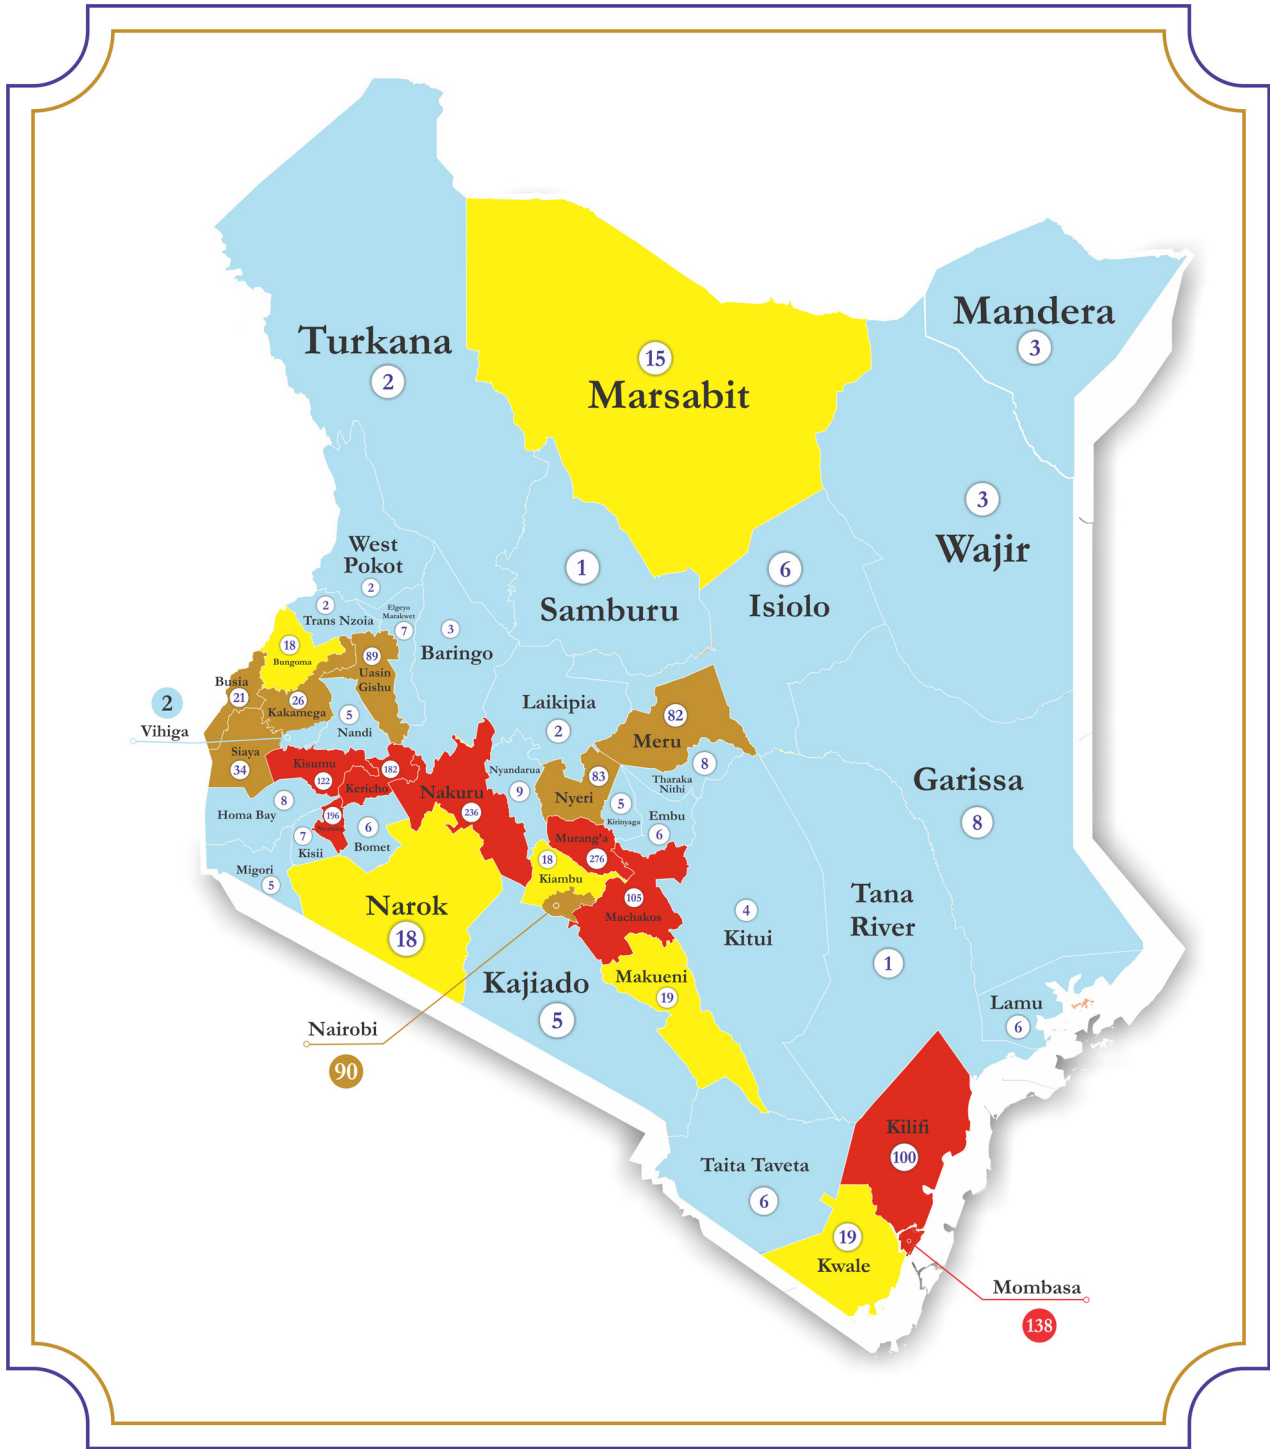 Mandera
3
Turkana
2
15
Marsabit
3
Wajir
West
Pokot
2
1
Samburu
6
Isiolo
2
Trans Nzoia
Elgeyo
Marakwet
7
3
Baringo
18
Bungoma
89
Uasin
Gishu
Busia
21
26
Kakamega
2
Vihiga
5
Nandi
Laikipia
2
82
Meru
Siaya
34
Kisumu
122
182
Kericho
Nakuru
236
Nyandarua
9
83
Nyeri
8
Tharaka
Nithi
5
Kirinyaga
Embu
6
Garissa
8
8
Homa Bay
196
Nyamira
7
Kisii
6
Bomet
Migori
5
Murang'a
276
18
Kiambu
105
Machakos
Narok
18
4
Kitui
Tana
River
1
Kajiado
5
Makueni
19
Lamu
6
Nairobi
90
Kilifi
100
Taita Taveta
6
19
Kwale
Mombasa
138